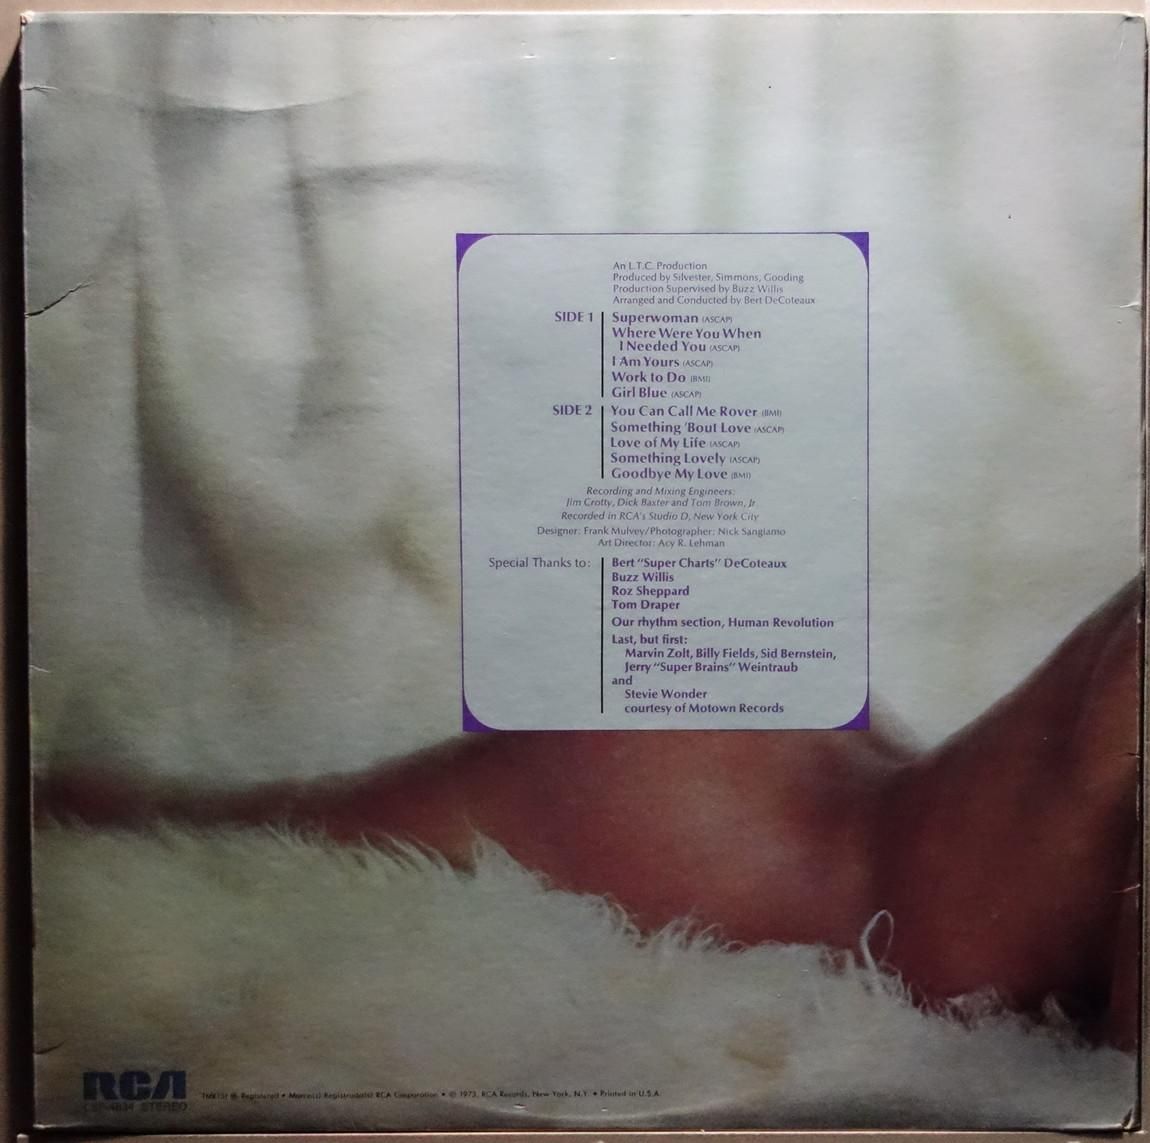 An L.T.C. Production
Produced by Silvester, Simmons, Gooding
Production Supervised by Buzz Willis
Arranged and Conducted by Bert DeCoteaux
SIDE 1 Superwoman (ASCAP)
Where Were You When
I Needed You (ASCAP)
I Am Yours (ASCAP)
Work to Do (BMI)
Girl Blue (ASCAP)
SIDE 2 You Can Call Me Rover (BMI)
Something 'Bout Love (ASCAP)
Love of My Life (ASCAP)
Something Lovely (ASCAP)
Goodbye My Love (BMI)
Recording and Mixing Engineers:
Jim Crotty, Dick Baxter and Tom Brown, Jr.
Recorded in RCA's Studio D, New York City
Designer: Frank Mulvey/Photographer: Nick Sangiamo
Art Director: Acy R. Lehman
Special Thanks to: Bert "Super Charts" DeCoteaux
Buzz Willis
Roz Sheppard
Tom Draper
Our rhythm section, Human Revolution
Last, but first:
Marvin Zolt, Billy Fields, Sid Bernstein,
Jerry "Super Brains" Weintraub
and
Stevie Wonder
courtesy of Motown Records
RCA
TMK(s) ® Registered • Marca(s) Registrada(s) RCA Corporation • © 1973, RCA Records, New York, N.Y. • Printed in U.S.A.
LSP-4834 STEREO